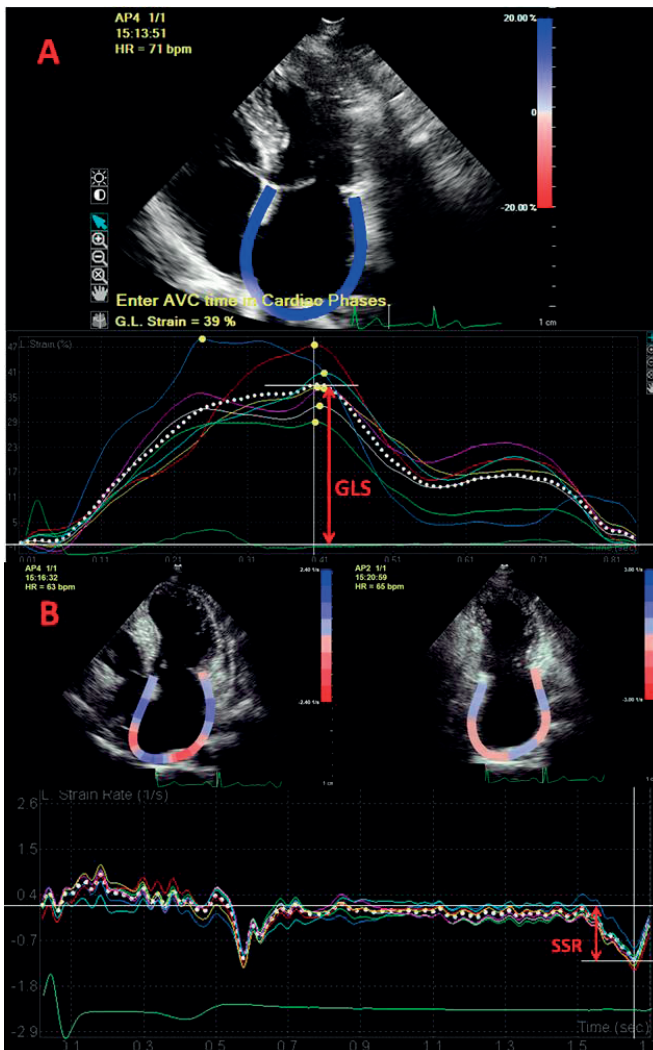 AP4 1/1
15:13:51
HR = 71 bpm
A
20.00 %
0
-20.00 %
Enter AVC time in Cardiac Phases.
G.L. Strain = 39 %
1 cm
L. Strain (%)
47
35
29
11
5
-1
GLS
-0.01 0.11 0.21 0.31 0.41 0.51 0.61 0.71 0.81
Time (sec)
AP4 1/1
15:16:32
HR = 63 bpm
B
2.40 1/s
-2.40 1/s
AP2 1/1
15:20:59
HR = 65 bpm
3.00 1/s
-3.00 1/s
1 cm
L. Strain Rate (1/s)
2.6
1.5
0.4
-0.7
-1.8
-2.9
SSR
0.1 0.3 0.5 0.7 0.9 1.1 1.3 1.5
Time (sec)